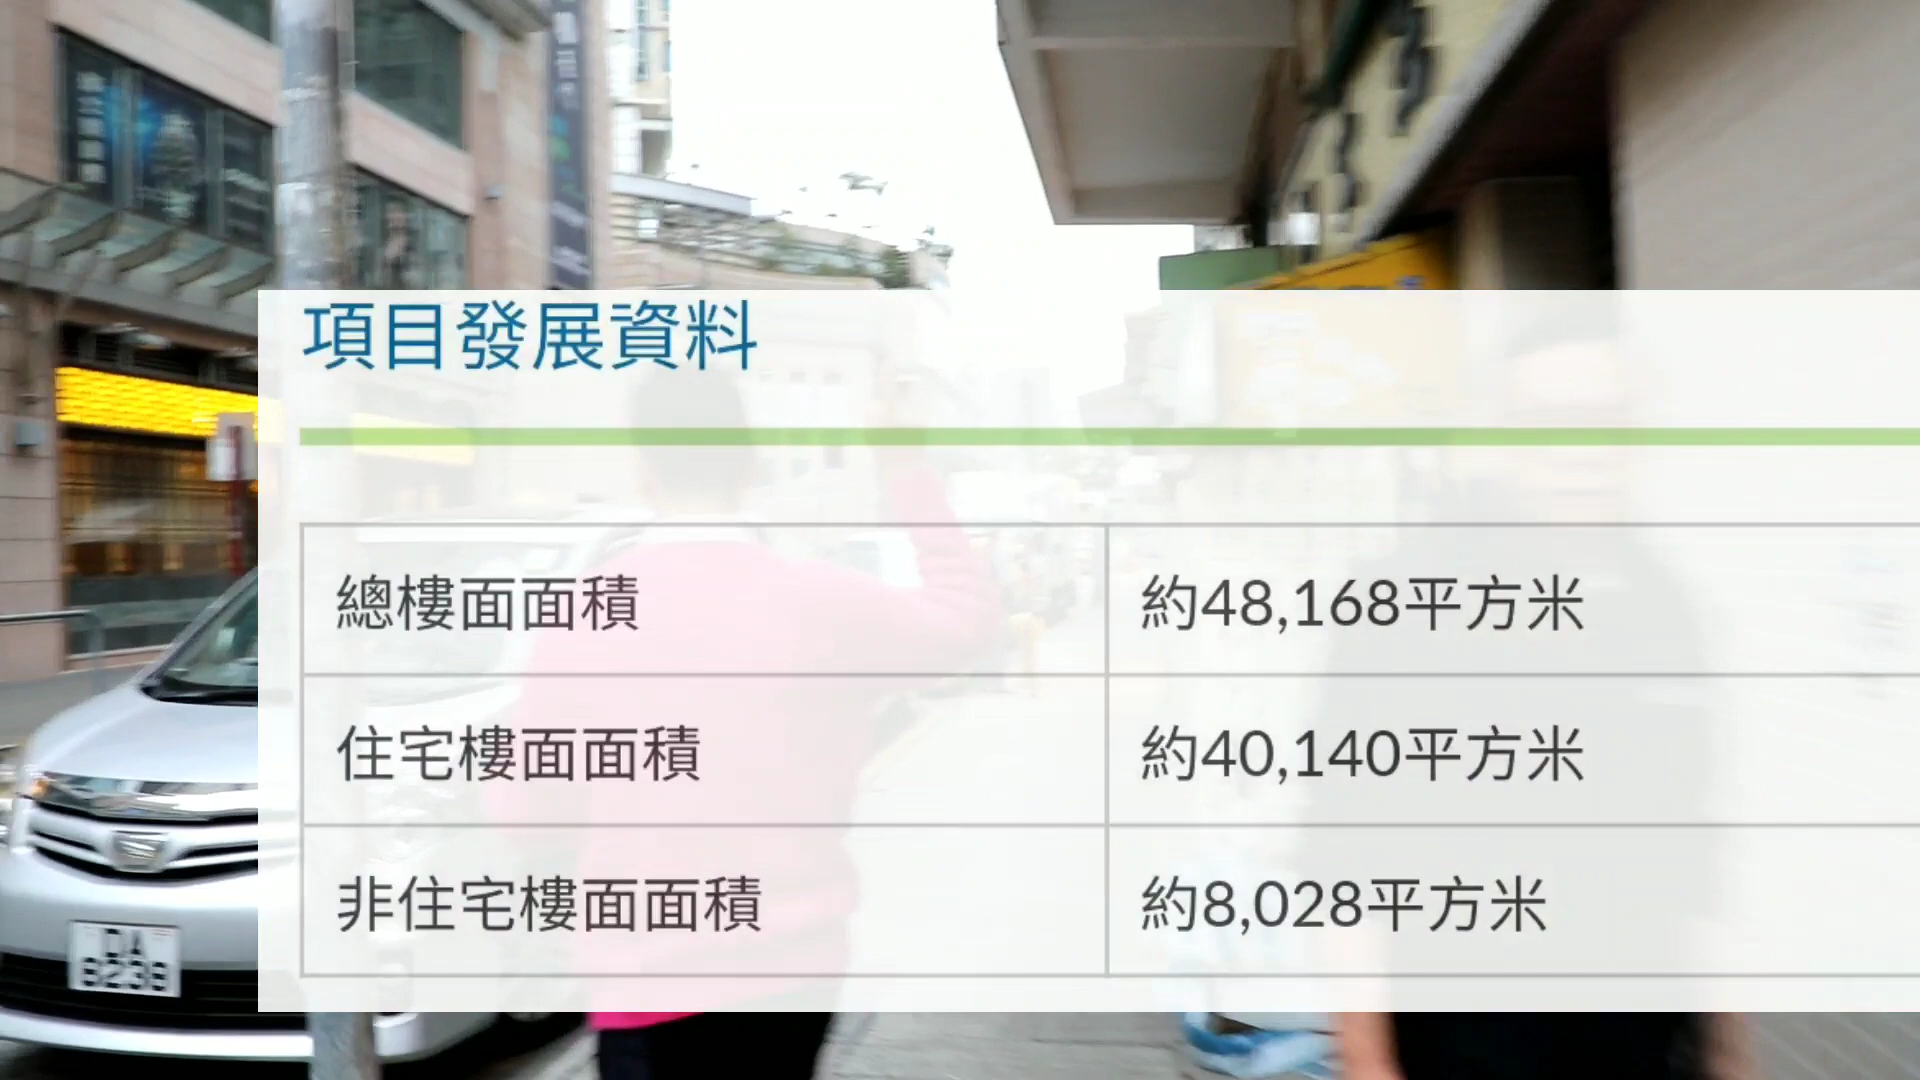 項目發展資料
總樓面面積 約48,168平方米
住宅樓面面積 約40,140平方米
非住宅樓面面積 約8,028平方米